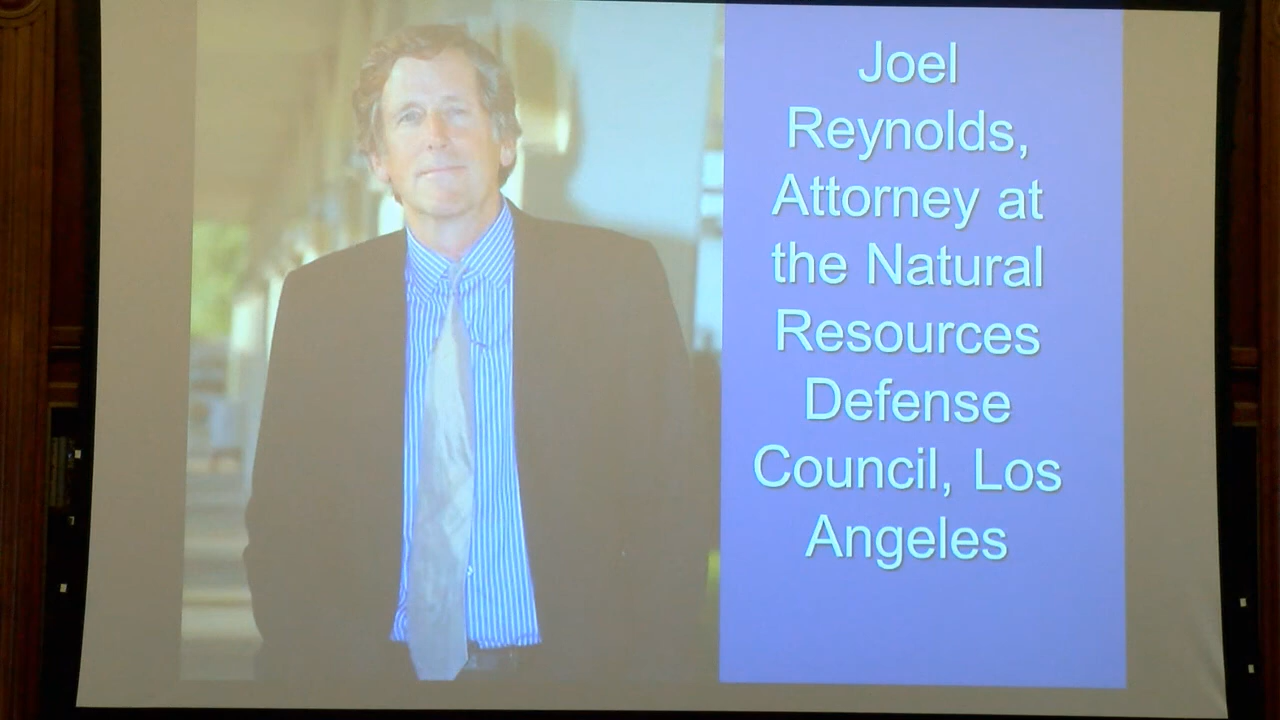 Joel
Reynolds,
Attorney at
the Natural
Resources
Defense
Council, Los
Angeles